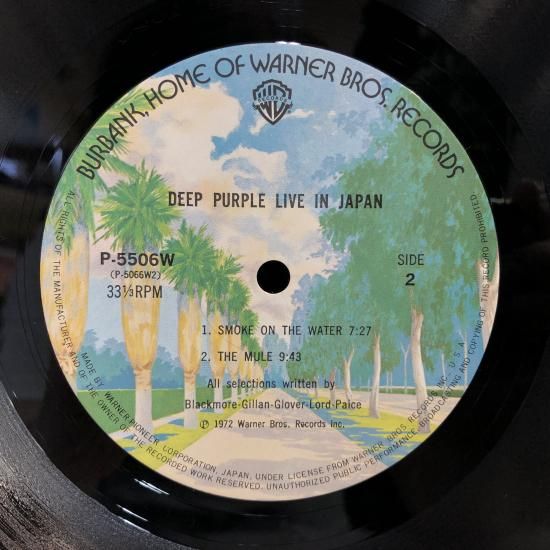 BURBANK, HOME OF WARNER BROS. RECORDS
DEEP PURPLE LIVE IN JAPAN
P-5506W
(P-5066W2)
33⅓RPM
SIDE
2
1. SMOKE ON THE WATER 7:27
2. THE MULE 9:43
All selections written by
Blackmore-Gillan-Glover-Lord-Paice
Ⓟ 1972 Warner Bros. Records Inc.
MADE BY WARNER-PIONEER CORPORATION, JAPAN, UNDER LICENSE FROM WARNER BROS RECORDS INC., U.S.A.
ALL RIGHTS OF THE MANUFACTURER AND OF THE OWNER OF THE RECORDED WORK RESERVED. UNAUTHORIZED PUBLIC PERFORMANCE, BROADCASTING AND COPYING OF THIS RECORD PROHIBITED.